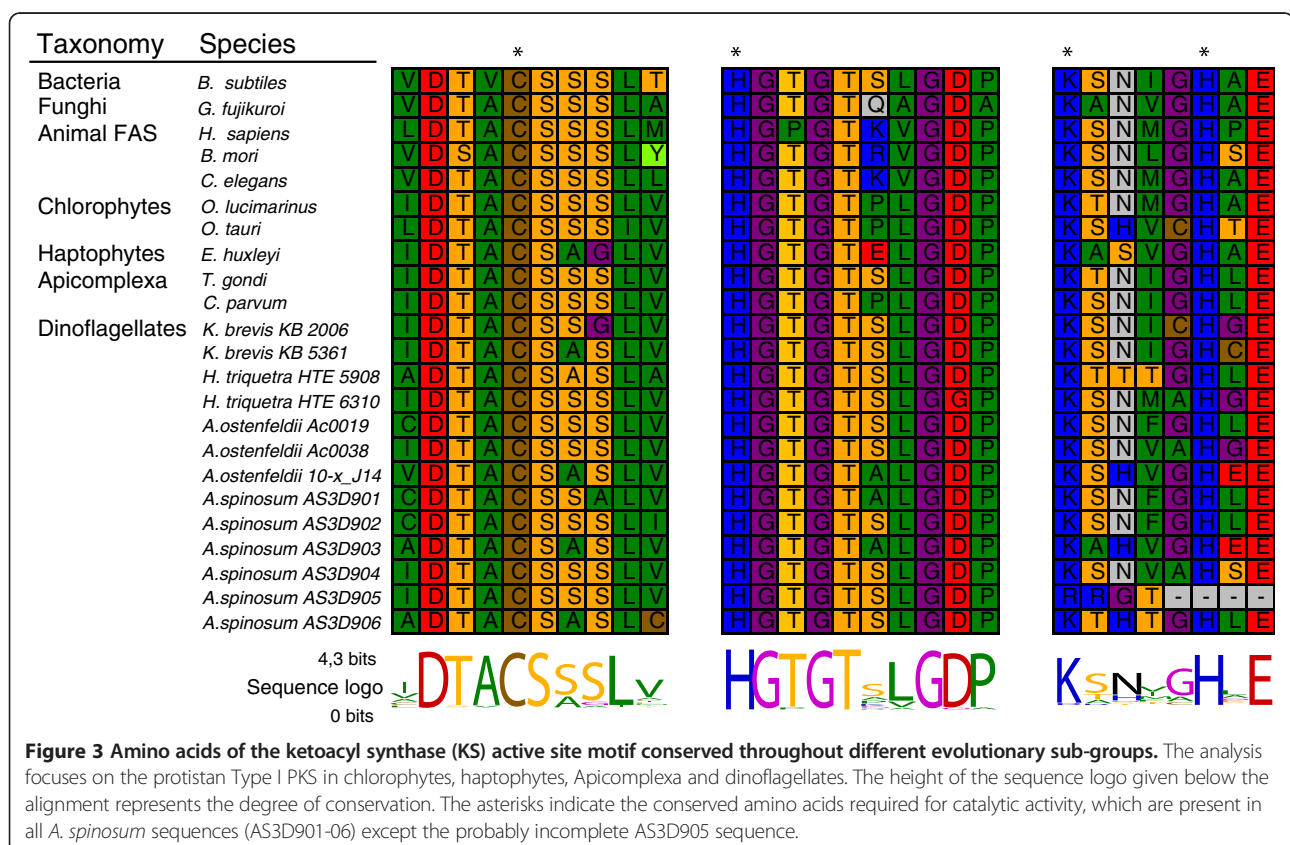 Taxonomy Species * * * *
Bacteria B. subtiles V D T V C S S S L T H G T G T S L G D P K S N I G H A E
Funghi G. fujikuroi V D T A C S S S L A H G T G T Q A G D A K A N V G H A E
Animal FAS H. sapiens L D T A C S S S L M H G P G T K V G D P K S N M G H P E
B. mori V D S A C S S S L Y H G T G T R V G D P K S N L G H S E
C. elegans V D T A C S S S L L H G T G T K V G D P K S N M G H A E
Chlorophytes O. lucimarinus I D T A C S S S L V H G T G T P L G D P K T N M G H A E
O. tauri L D T A C S S S I V H G T G T P L G D P K S H V C H T E
Haptophytes E. huxleyi I D T A C S A G L V H G T G T E L G D P K A S V G H A E
Apicomplexa T. gondi I D T A C S S S L V H G T G T S L G D P K T N I G H L E
C. parvum I D T A C S S S L V H G T G T P L G D P K S N I G H L E
Dinoflagellates K. brevis KB 2006 I D T A C S S G L V H G T G T S L G D P K S N I C H G E
K. brevis KB 5361 I D T A C S A S L V H G T G T S L G D P K S N I G H C E
H. triquetra HTE 5908 A D T A C S A S L A H G T G T S L G D P K T T T G H L E
H. triquetra HTE 6310 I D T A C S S S L V H G T G T S L G G P K S N M A H G E
A.ostenfeldii Ac0019 C D T A C S S S L V H G T G T S L G D P K S N F G H L E
A.ostenfeldii Ac0038 I D T A C S S S L V H G T G T S L G D P K S N V A H G E
A.ostenfeldii 10-x_J14 V D T A C S A S L V H G T G T A L G D P K S H V G H E E
A.spinosum AS3D901 C D T A C S S A L V H G T G T A L G D P K S N F G H L E
A.spinosum AS3D902 C D T A C S S S L I H G T G T S L G D P K S N F G H L E
A.spinosum AS3D903 A D T A C S A S L V H G T G T A L G D P K A H V G H E E
A.spinosum AS3D904 I D T A C S S S L V H G T G T S L G D P K S N V A H S E
A.spinosum AS3D905 I D T A C S S S L V H G T G T S L G D P R R G T - - - -
A.spinosum AS3D906 A D T A C S A S L C H G T G T S L G D P K T H T G H L E
4,3 bits
Sequence logo DTACSSSLV HGTGTSLGDP KSN GH E
0 bits
Figure 3 Amino acids of the ketoacyl synthase (KS) active site motif conserved throughout different evolutionary sub-groups. The analysis
focuses on the protistan Type I PKS in chlorophytes, haptophytes, Apicomplexa and dinoflagellates. The height of the sequence logo given below the
alignment represents the degree of conservation. The asterisks indicate the conserved amino acids required for catalytic activity, which are present in
all A. spinosum sequences (AS3D901-06) except the probably incomplete AS3D905 sequence.